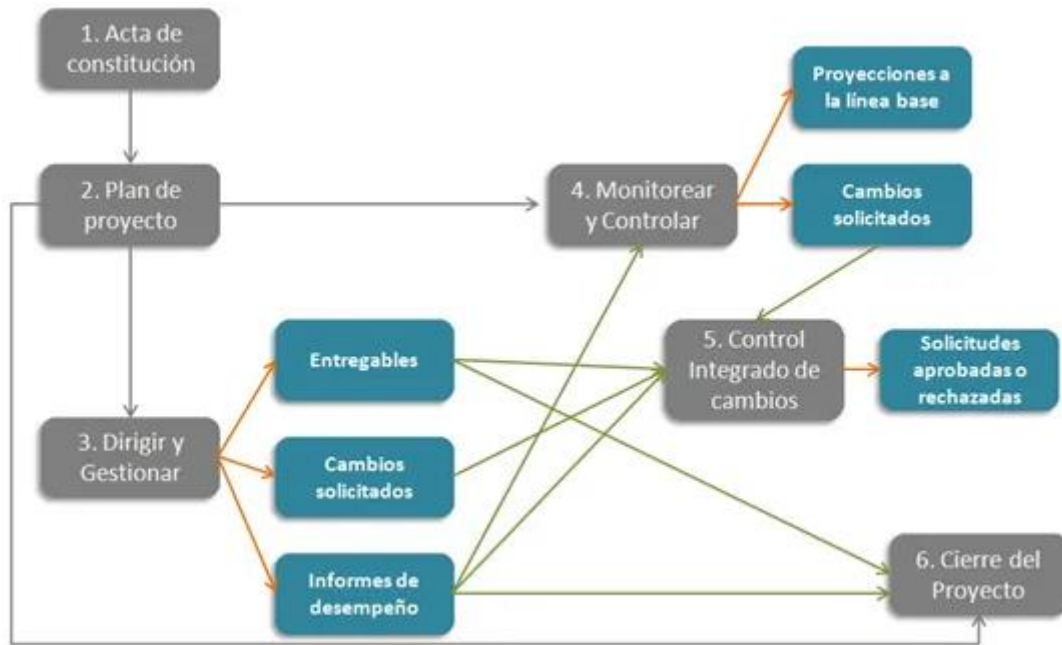 1. Acta de
constitución
Proyecciones a
la línea base
2. Plan de
proyecto
4. Monitorear
y Controlar
Cambios
solicitados
Entregables
5. Control
Integrado de
cambios
Solicitudes
aprobadas o
rechazadas
3. Dirigir y
Gestionar
Cambios
solicitados
Informes de
desempeño
6. Cierre del
Proyecto